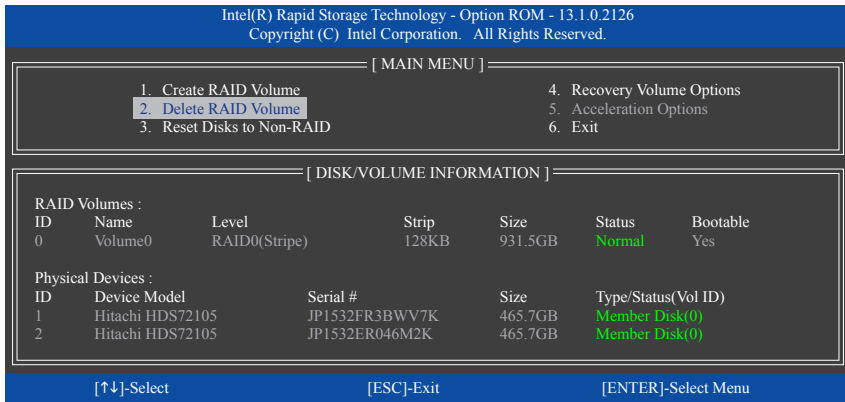 Intel(R) Rapid Storage Technology - Option ROM - 13.1.0.2126
Copyright (C) Intel Corporation. All Rights Reserved.
[ MAIN MENU ]
1. Create RAID Volume 4. Recovery Volume Options
2. Delete RAID Volume 5. Acceleration Options
3. Reset Disks to Non-RAID 6. Exit
[ DISK/VOLUME INFORMATION ]
RAID Volumes :
ID Name Level Strip Size Status Bootable
0 Volume0 RAID0(Stripe) 128KB 931.5GB Normal Yes
Physical Devices :
ID Device Model Serial # Size Type/Status(Vol ID)
1 Hitachi HDS72105 JP1532FR3BWV7K 465.7GB Member Disk(0)
2 Hitachi HDS72105 JP1532ER046M2K 465.7GB Member Disk(0)
[↑↓]-Select [ESC]-Exit [ENTER]-Select Menu